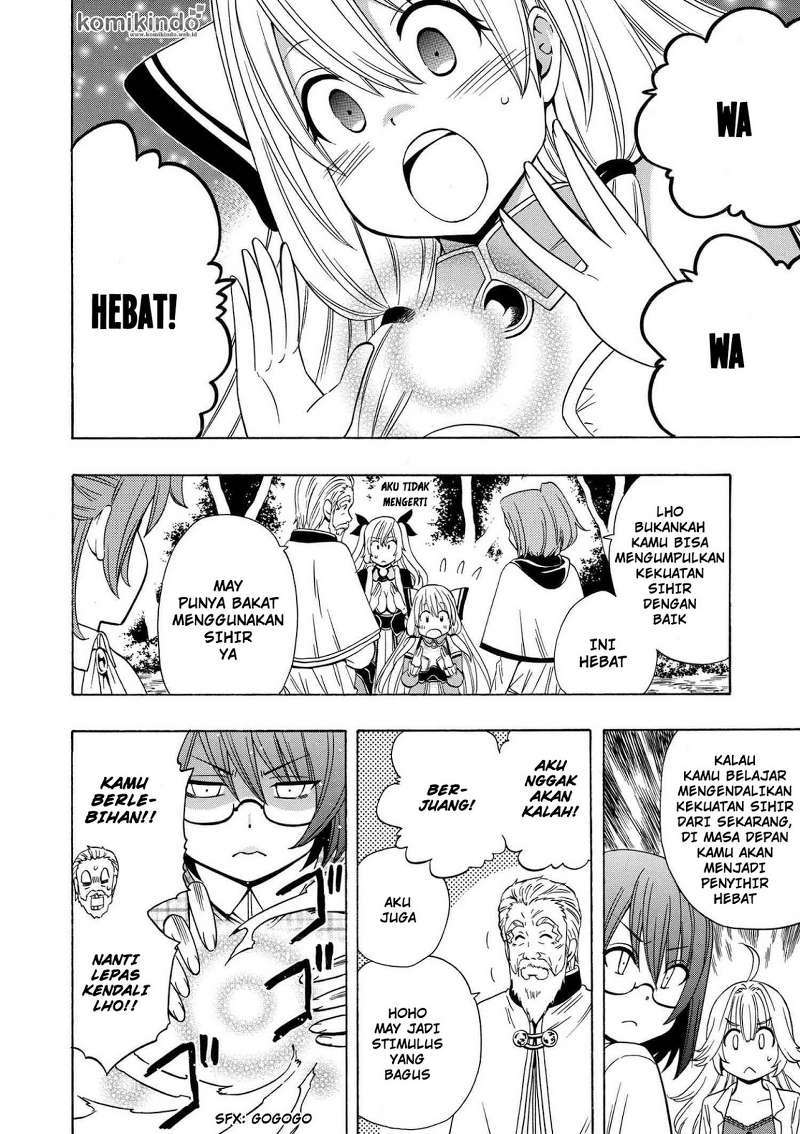 komikindo
www.komikindo.web.id
WA
WA
HEBAT!
LHO
BUKANKAH
KAMU BISA
MENGUMPULKAN
KEKUATAN
SIHIR
DENGAN
BAIK
INI
HEBAT
AKU TIDAK
MENGERTI
MAY
PUNYA BAKAT
MENGGUNAKAN
SIHIR
YA
KALAU
KAMU BELAJAR
MENGENDALIKAN
KEKUATAN SIHIR
DARI SEKARANG,
DI MASA DEPAN
KAMU AKAN
MENJADI
PENYIHIR
HEBAT
AKU
NGGAK
AKAN
KALAH!
BER-
JUANG!
AKU
JUGA
HOHO
MAY JADI
STIMULUS
YANG
BAGUS
KAMU
BERLE-
BIHAN!!
NANTI
LEPAS
KENDALI
LHO!!
ゴゴゴ
SFX: GOGOGO